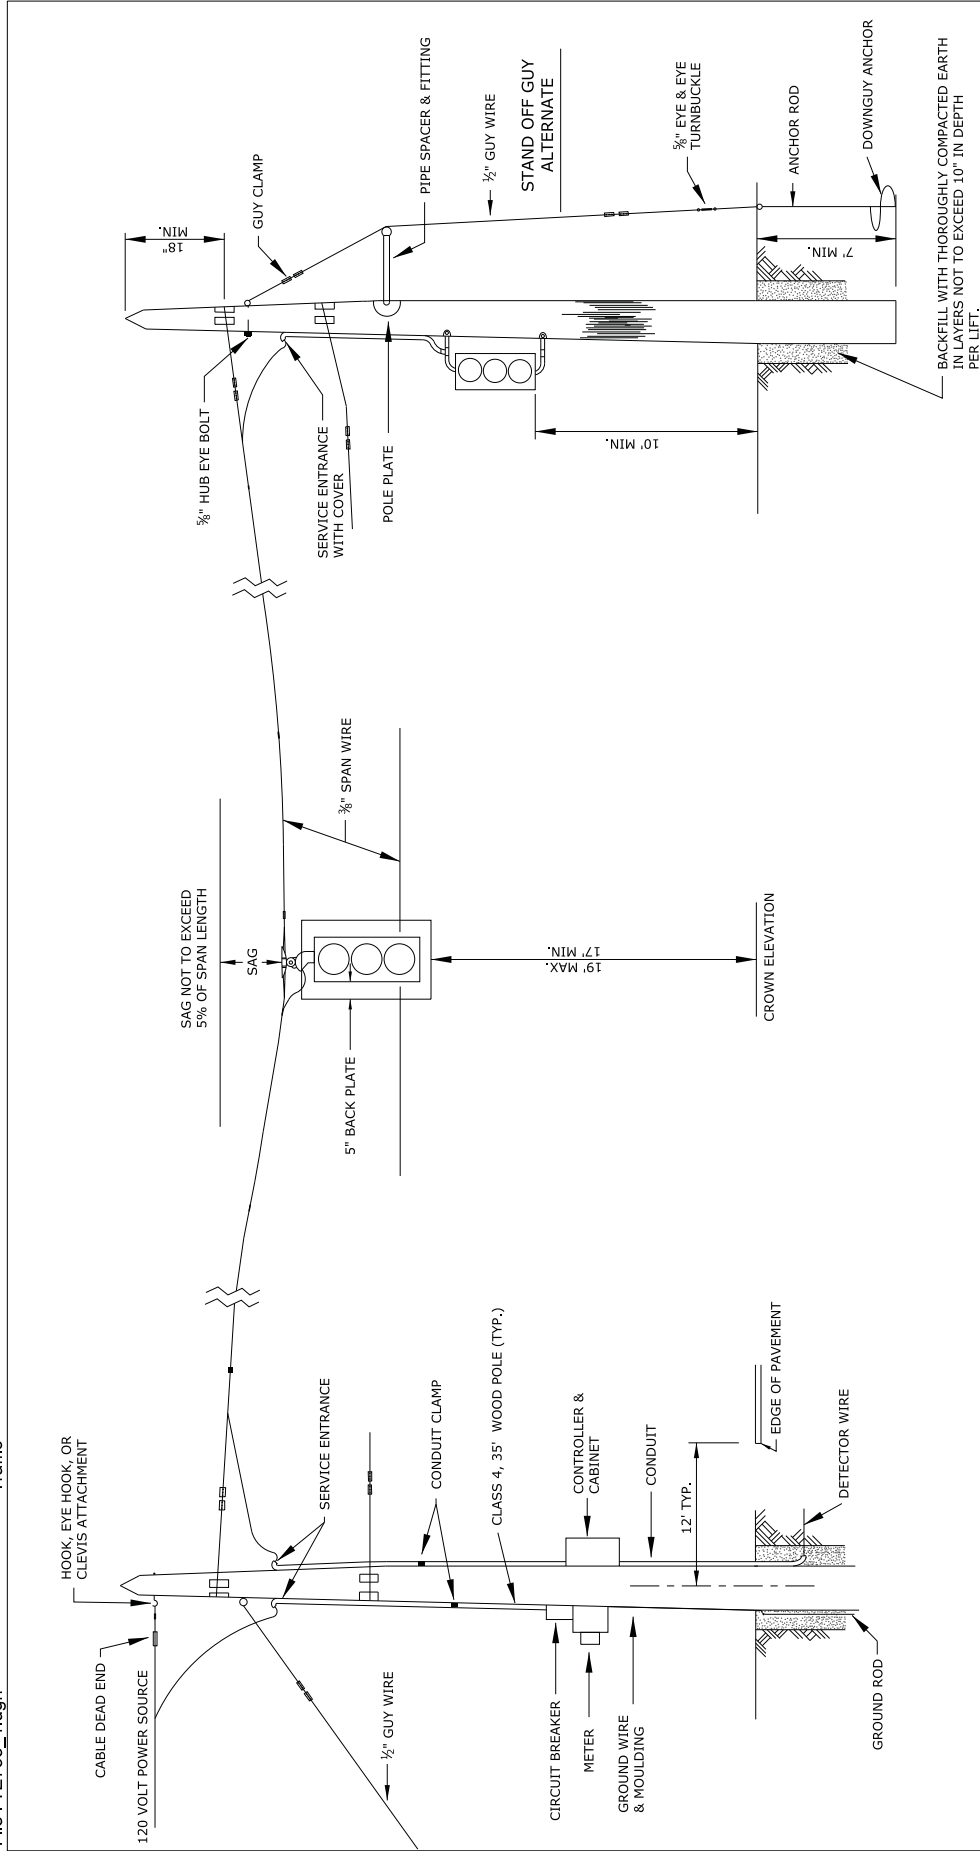 HOOK, EYE HOOK, OR
CLEVIS ATTACHMENT
CABLE DEAD END
120 VOLT POWER SOURCE
SERVICE ENTRANCE
½" GUY WIRE
CONDUIT CLAMP
CLASS 4, 35' WOOD POLE (TYP.)
CIRCUIT BREAKER
METER
GROUND WIRE
& MOULDING
CONTROLLER &
CABINET
CONDUIT
12' TYP.
EDGE OF PAVEMENT
DETECTOR WIRE
GROUND ROD
SAG NOT TO EXCEED
5% OF SPAN LENGTH
SAG
⅜" SPAN WIRE
5" BACK PLATE
19' MAX.
17' MIN.
CROWN ELEVATION
18"
MIN.
GUY CLAMP
⅝" HUB EYE BOLT
SERVICE ENTRANCE
WITH COVER
POLE PLATE
PIPE SPACER & FITTING
½" GUY WIRE
STAND OFF GUY
ALTERNATE
10' MIN.
⅝" EYE & EYE
TURNBUCKLE
ANCHOR ROD
7' MIN.
DOWNGUY ANCHOR
BACKFILL WITH THOROUGHLY COMPACTED EARTH
IN LAYERS NOT TO EXCEED 10" IN DEPTH
PER LIFT.